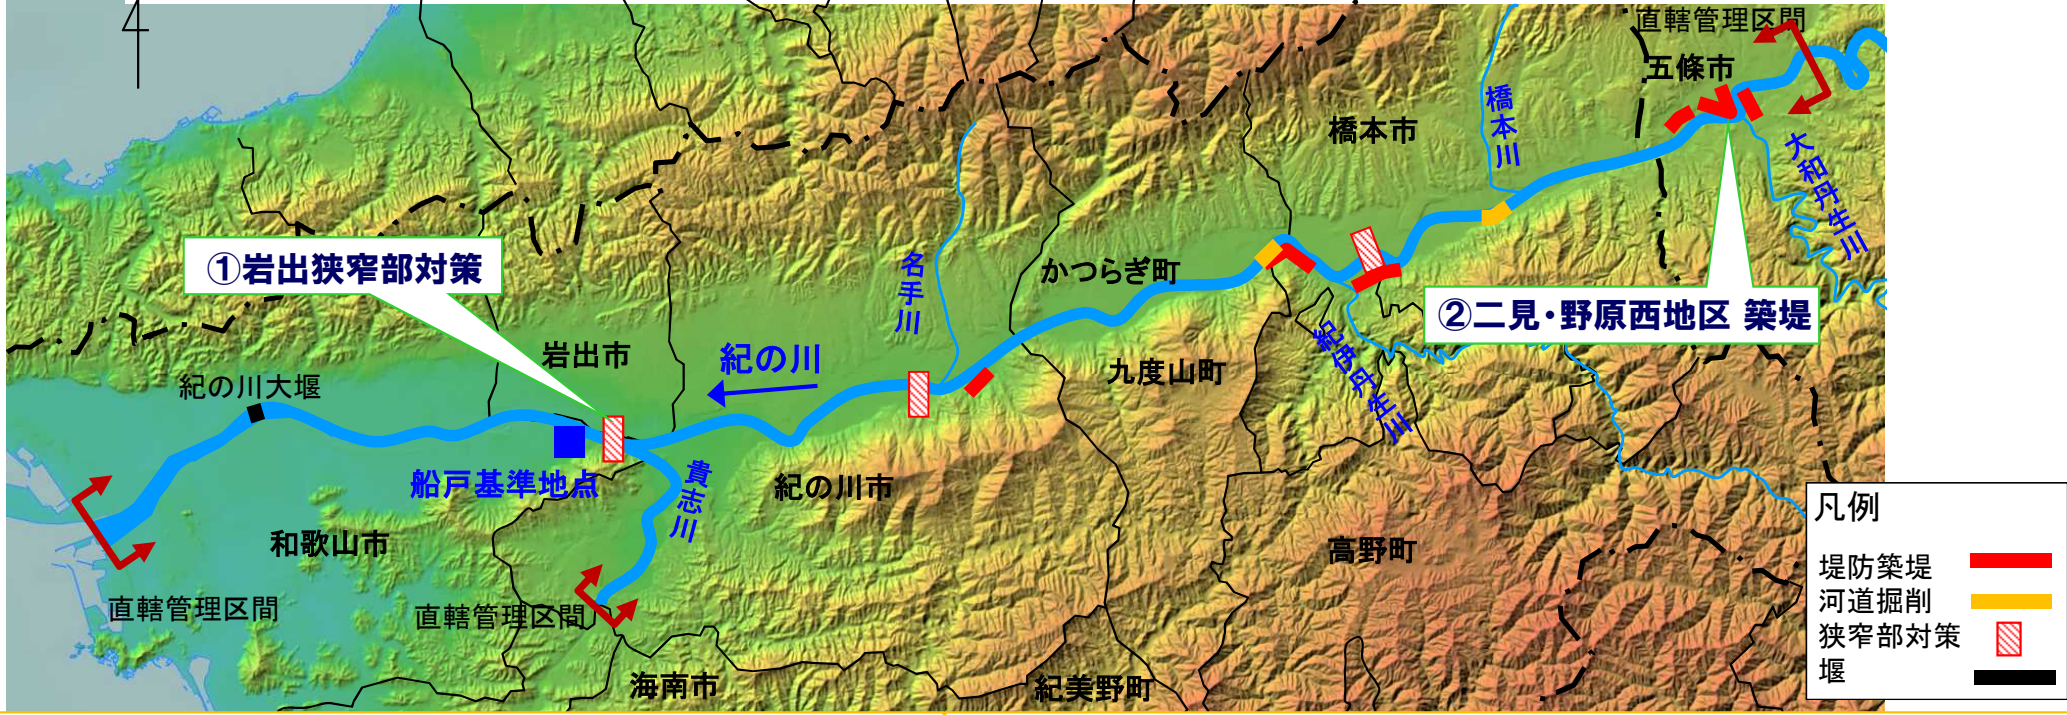 直轄管理区間
五條市
橋本川
橋本市
大和丹生川
①岩出狭窄部対策
名手川
かつらぎ町
②二見・野原西地区 築堤
岩出市
紀の川
紀伊丹生川
九度山町
紀の川大堰
船戸基準地点
貴志川
紀の川市
和歌山市
高野町
直轄管理区間
直轄管理区間
海南市
紀美野町
凡例
堤防築堤
河道掘削
狭窄部対策
堰